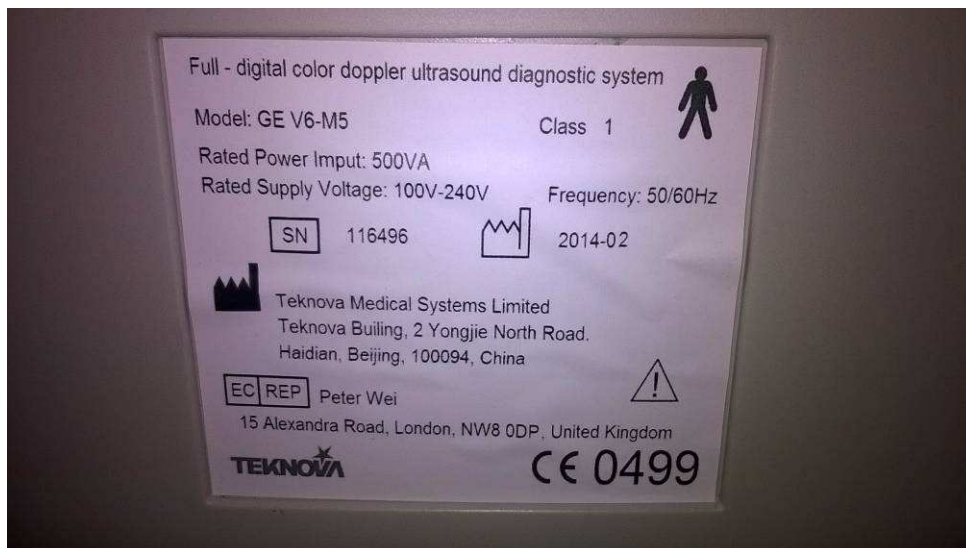 Full - digital color doppler ultrasound diagnostic system
Model: GE V6-M5 Class 1
Rated Power Imput: 500VA
Rated Supply Voltage: 100V-240V Frequency: 50/60Hz
SN 116496 2014-02
Teknova Medical Systems Limited
Teknova Builing, 2 Yongjie North Road.
Haidian, Beijing, 100094, China
EC REP Peter Wei
15 Alexandra Road, London, NW8 0DP, United Kingdom
TEKNOVA CE 0499